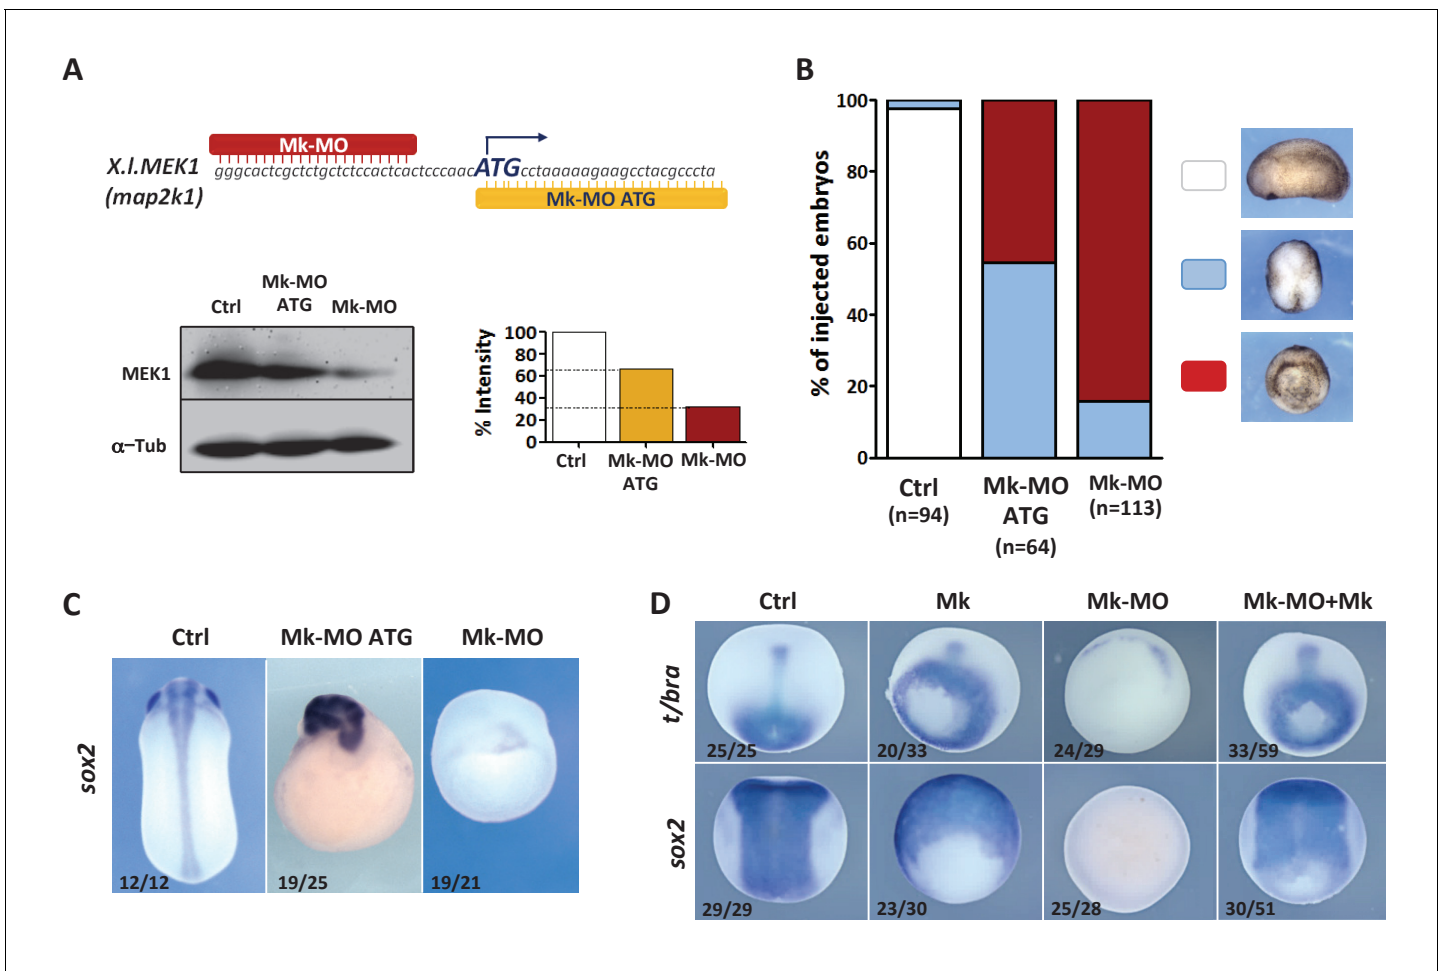 A
Mk-MO
X.l.MEK1
(map2k1)
gggcactcgctctgctctccactcactcccaacATGcctaaaaagaagcctacgcccta
Mk-MO ATG
Ctrl
Mk-MO
ATG
Mk-MO
MEK1
α–Tub
% Intensity
100
80
60
40
20
0
Ctrl
Mk-MO
ATG
Mk-MO
B
% of injected embryos
100
80
60
40
20
0
Ctrl
(n=94)
Mk-MO
ATG
(n=64)
Mk-MO
(n=113)
C
Ctrl
Mk-MO ATG
Mk-MO
sox2
12/12
19/25
19/21
D
Ctrl
Mk
Mk-MO
Mk-MO+Mk
t/bra
25/25
20/33
24/29
33/59
sox2
29/29
23/30
25/28
30/51